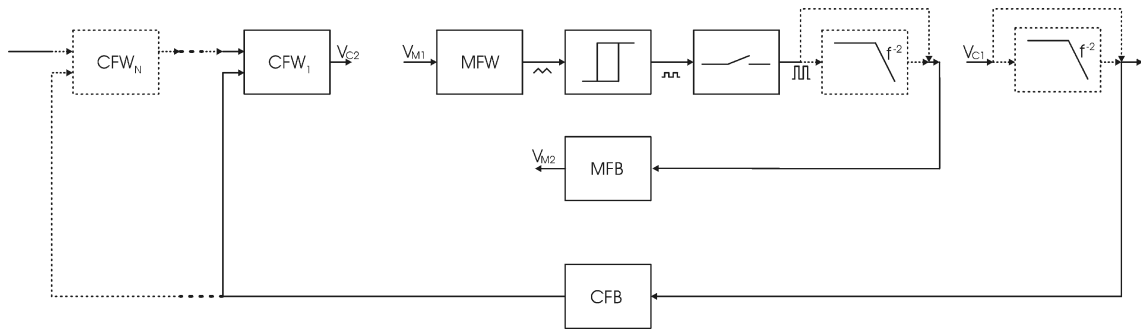 CFW_N
CFW_1
V_C2
V_M1
MFW
f^-2
V_C1
f^-2
V_M2
MFB
CFB